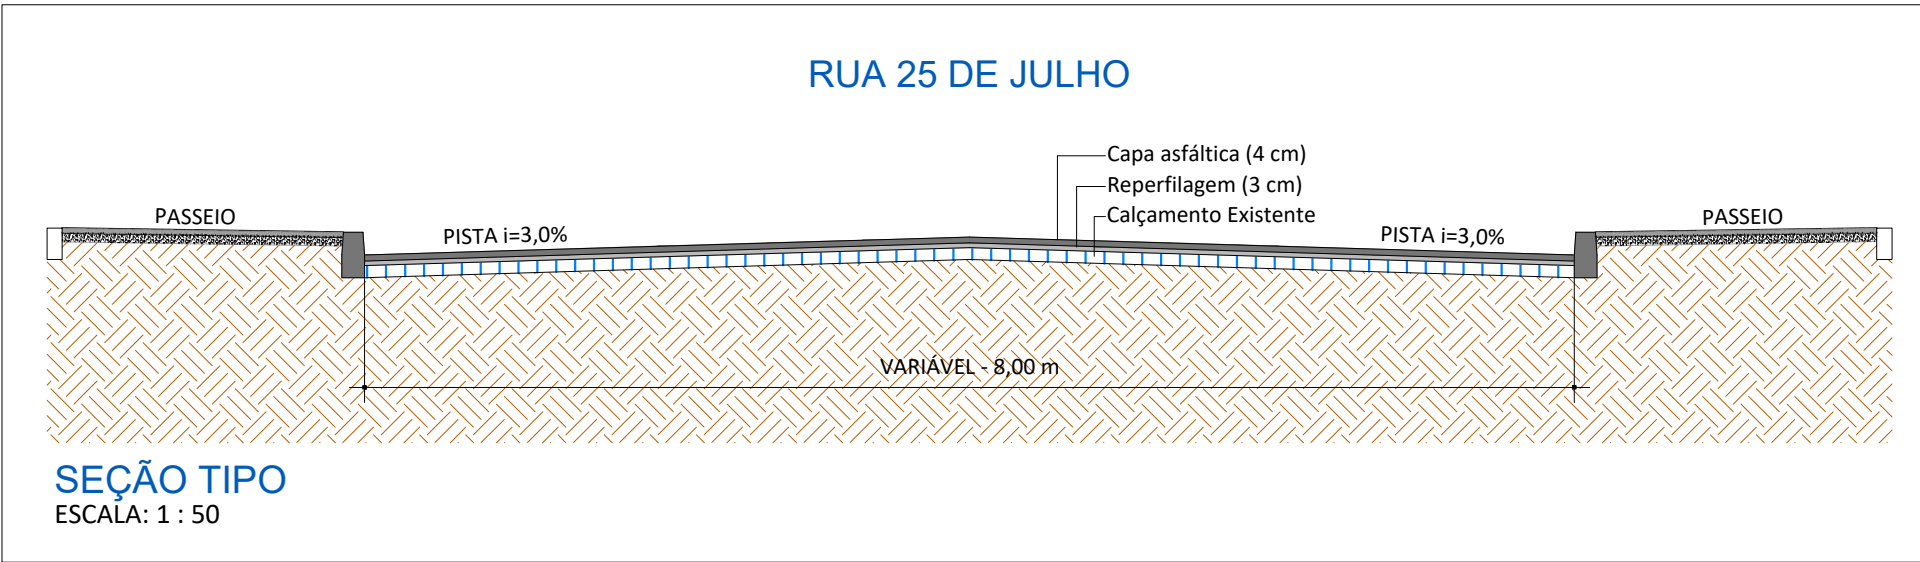 RUA 25 DE JULHO
Capa asfáltica (4 cm)
Reperfilagem (3 cm)
Calçamento Existente
PASSEIO
PISTA i=3,0%
PISTA i=3,0%
PASSEIO
VARIÁVEL - 8,00 m
SEÇÃO TIPO
ESCALA: 1 : 50